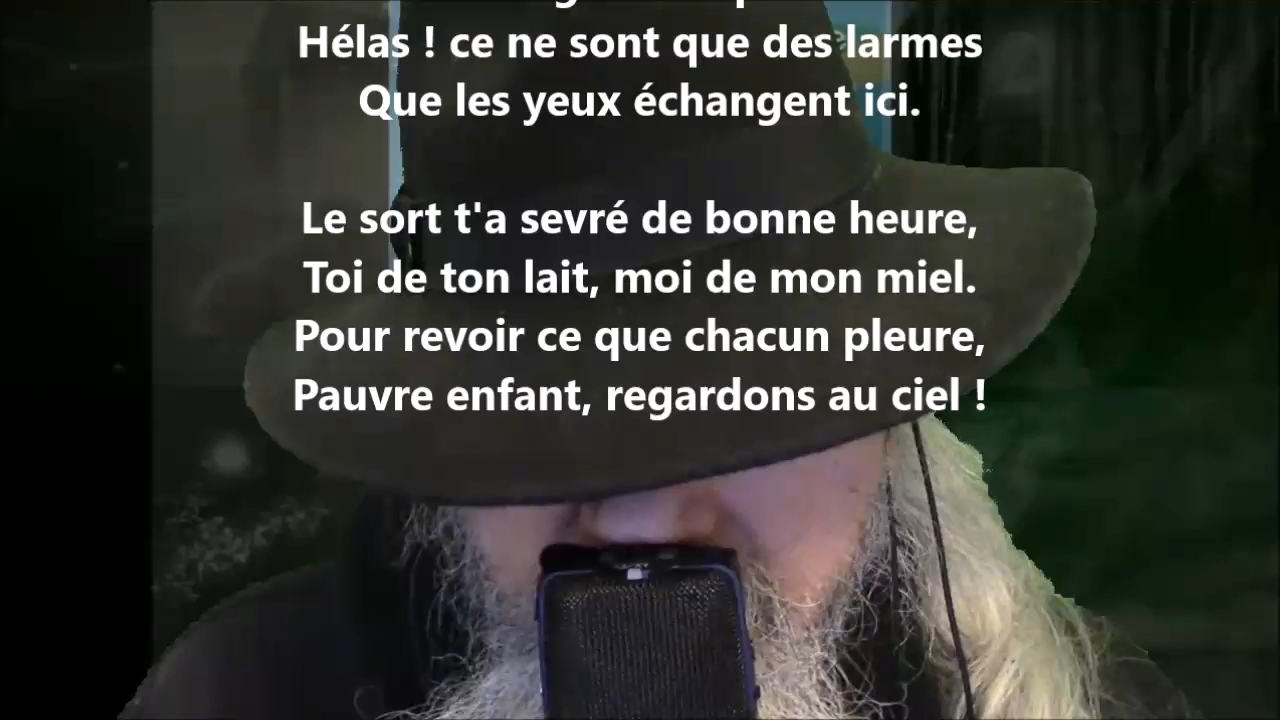 Hélas ! ce ne sont que des larmes
Que les yeux échangent ici.
Le sort t'a sevré de bonne heure,
Toi de ton lait, moi de mon miel.
Pour revoir ce que chacun pleure,
Pauvre enfant, regardons au ciel !